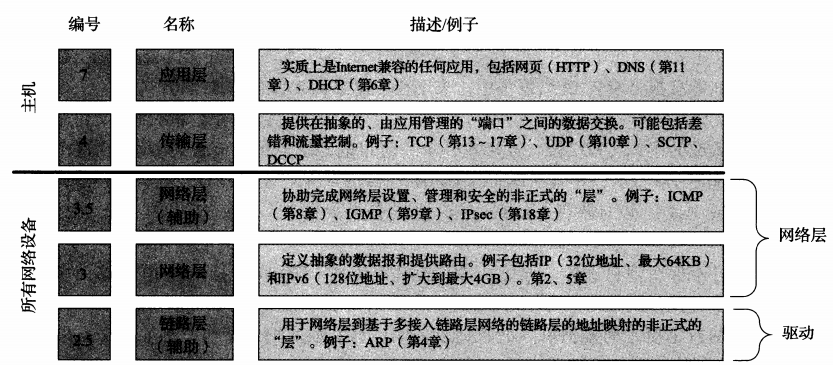 编号 名称 描述/例子
主机
7 应用层 实质上是Internet兼容的任何应用,包括网页(HTTP)、DNS(第11
章)、DHCP(第6章)
4 传输层 提供在抽象的、由应用管理的“端口”之间的数据交换。可能包括差
错和流量控制。例子:TCP(第13~17章)、UDP(第10章)、SCTP、
DCCP
所有网络设备
3.5 网络层
(辅助)
协助完成网络层设置、管理和安全的非正式的“层”。例子:ICMP
(第8章)、IGMP(第9章)、IPsec(第18章)
网络层
3 网络层 定义抽象的数据报和提供路由。例子包括IP(32位地址、最大64KB)
和IPv6(128位地址、扩大到最大4GB)。第2、5章
2.5 链路层
(辅助)
用于网络层到基于多接入链路层网络的链路层的地址映射的非正式的
“层”。例子:ARP(第4章)
驱动